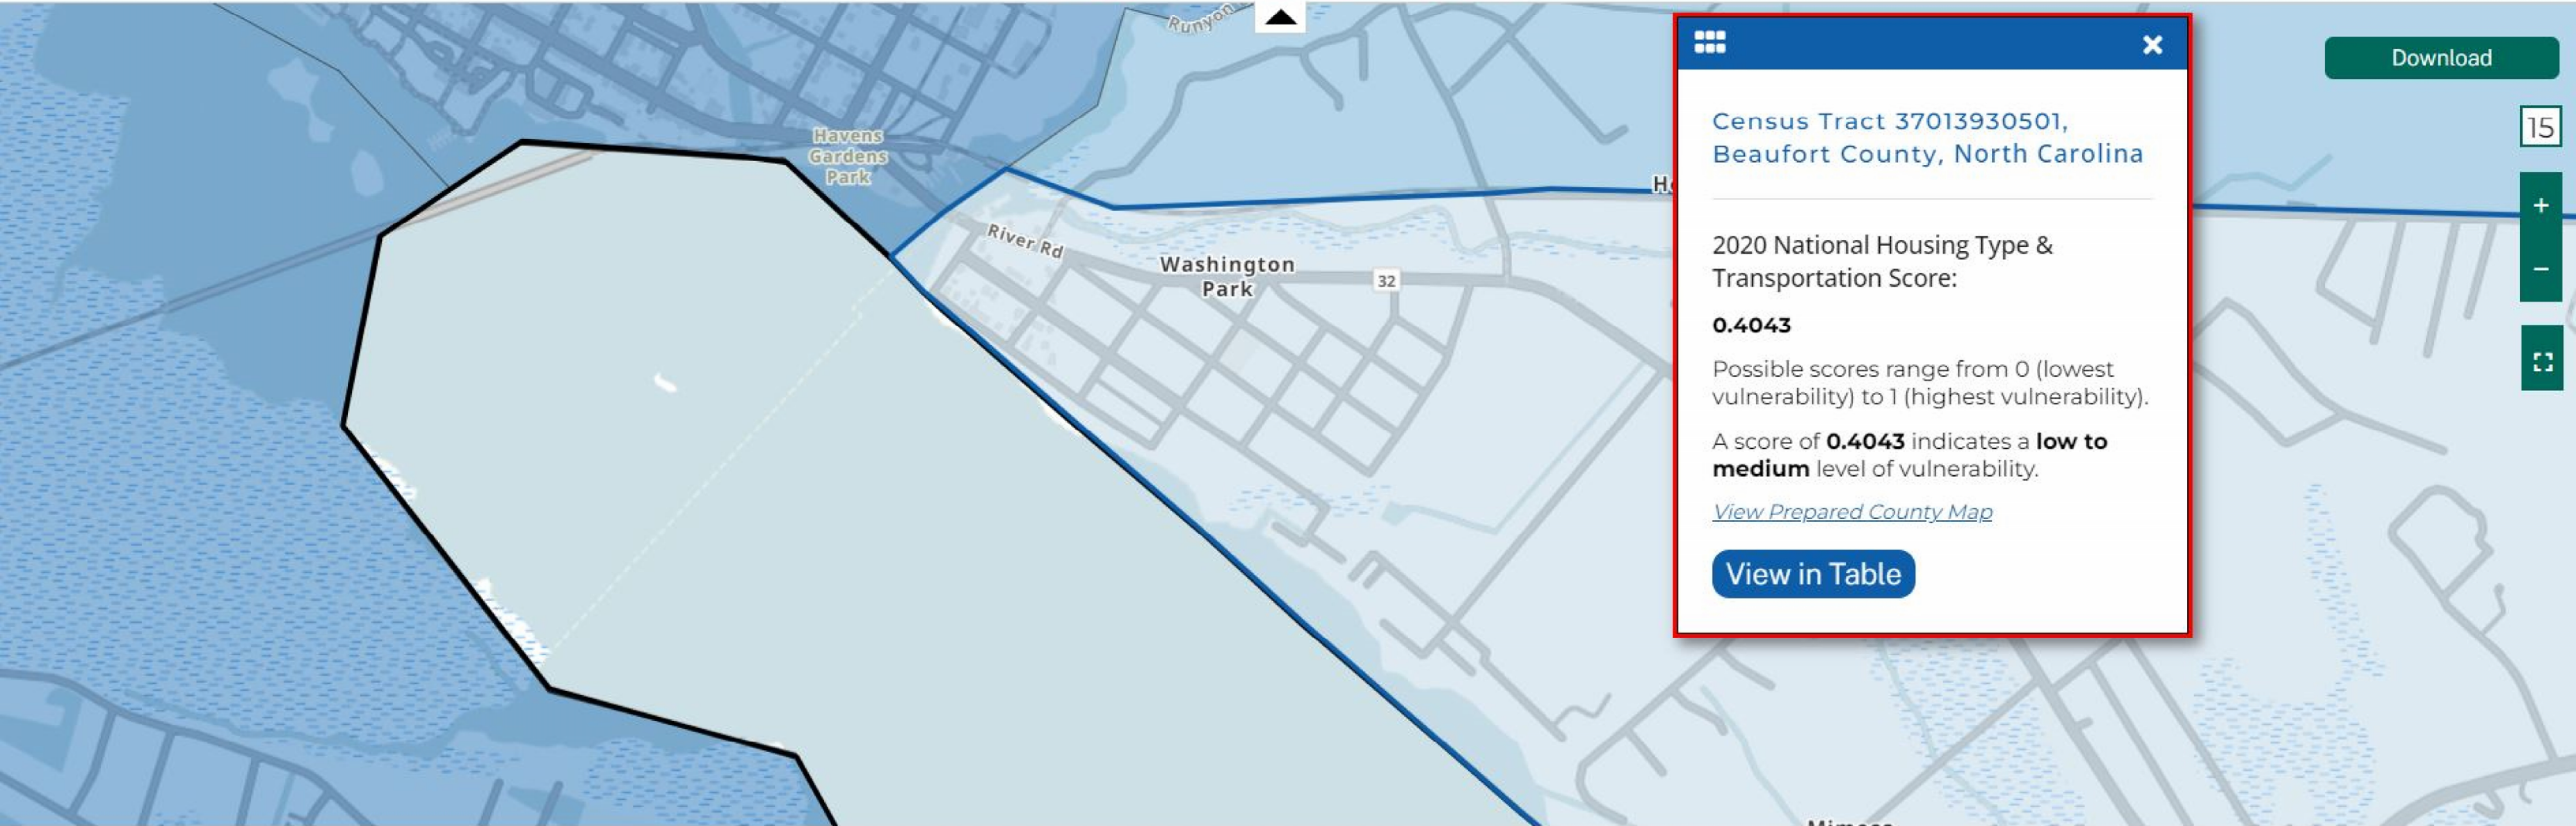 Runyon
Download
Havens
Gardens
Park
15
Census Tract 37013930501,
Beaufort County, North Carolina
+
−
River Rd
Washington
Park
32
2020 National Housing Type &
Transportation Score:
0.4043
Possible scores range from 0 (lowest
vulnerability) to 1 (highest vulnerability).
A score of 0.4043 indicates a low to
medium level of vulnerability.
View Prepared County Map
View in Table